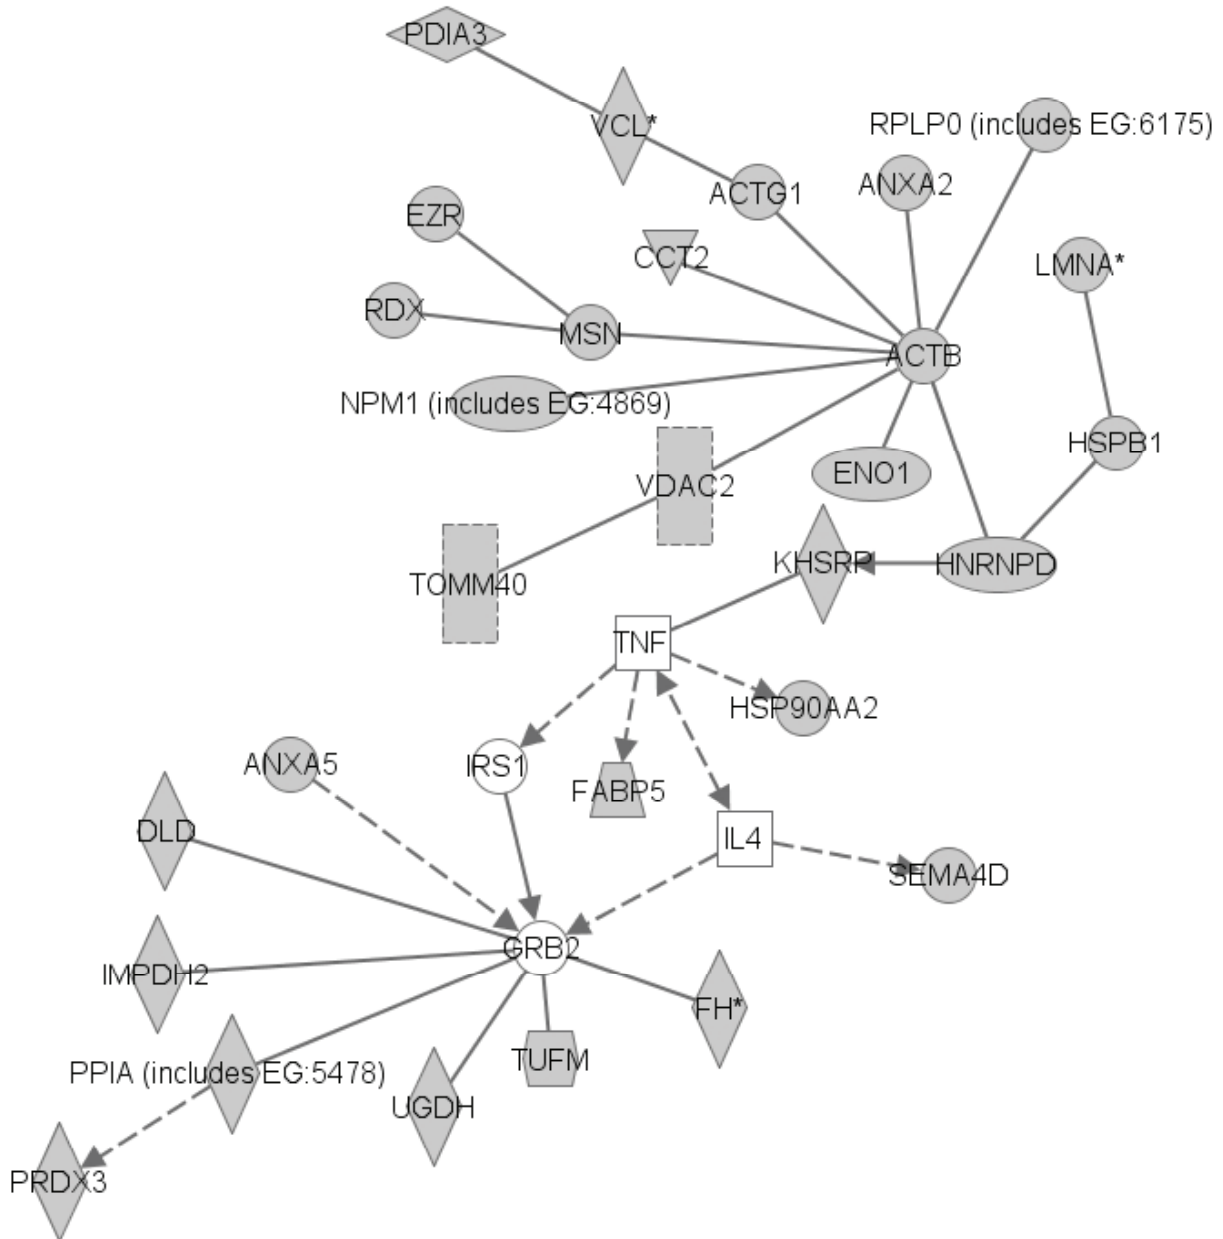 PDIA3
VCL*
RPLP0 (includes EG:6175)
ACTG1
ANXA2
EZR
CCT2
LMNA*
RDX
MSN
ACTB
NPM1 (includes EG:4869)
HSPB1
VDAC2
ENO1
TOMM40
KHSRP
HNRNPD
TNF
HSP90AA2
ANXA5
IRS1
FABP5
DLD
IL4
SEMA4D
GRB2
IMPDH2
FH*
TUFM
PPIA (includes EG:5478)
UGDH
PRDX3